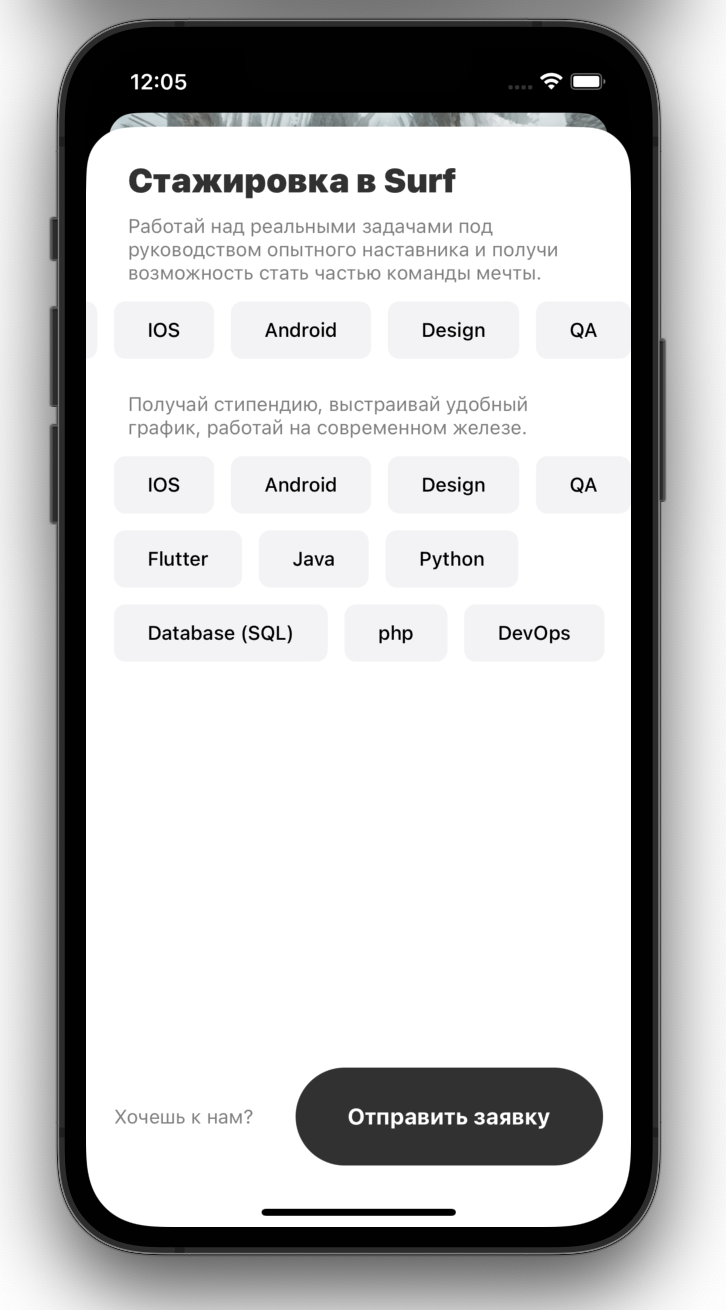 12:05
Стажировка в Surf
Работай над реальными задачами под
руководством опытного наставника и получи
возможность стать частью команды мечты.
IOS Android Design QA
Получай стипендию, выстраивай удобный
график, работай на современном железе.
IOS Android Design QA
Flutter Java Python
Database (SQL) php DevOps
Хочешь к нам? Отправить заявку